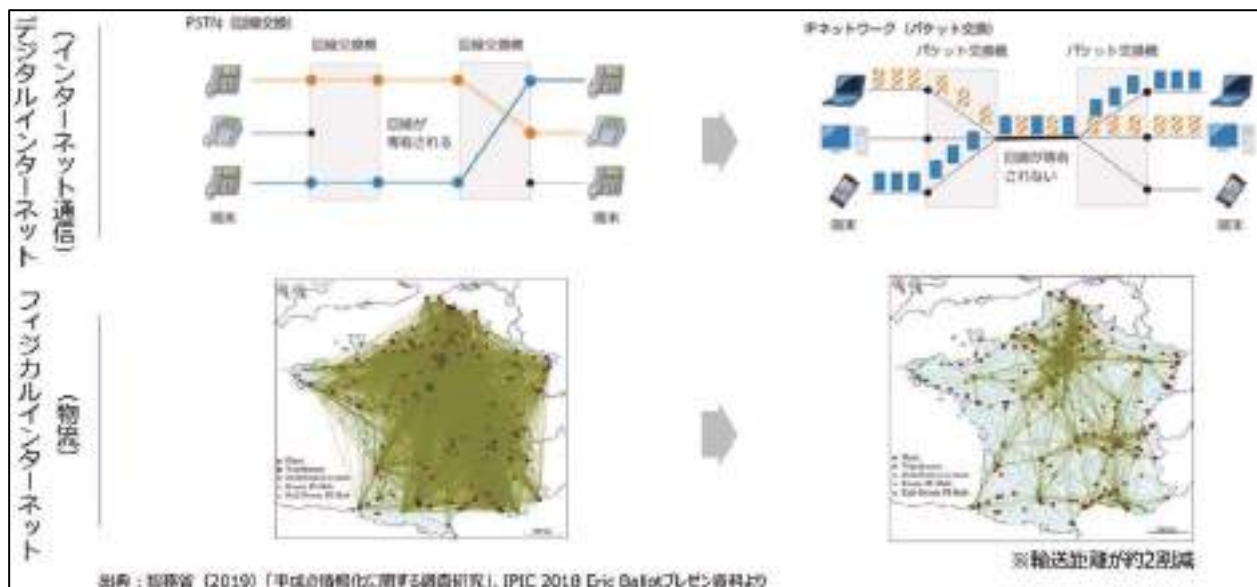 デジタルインターネット
（インターネット通信）
PSTN（回線交換）
回線交換機
回線交換機
回線が
専有される
端末
端末
IPネットワーク（パケット交換）
パケット交換機
パケット交換機
回線が専有
されない
端末
端末
フィジカルインターネット
（物流）
※輸送距離が約2割減
出典：総務省（2019）「平成の情報化に関する調査研究」、IPIC 2018 Eric Ballotプレゼン資料より